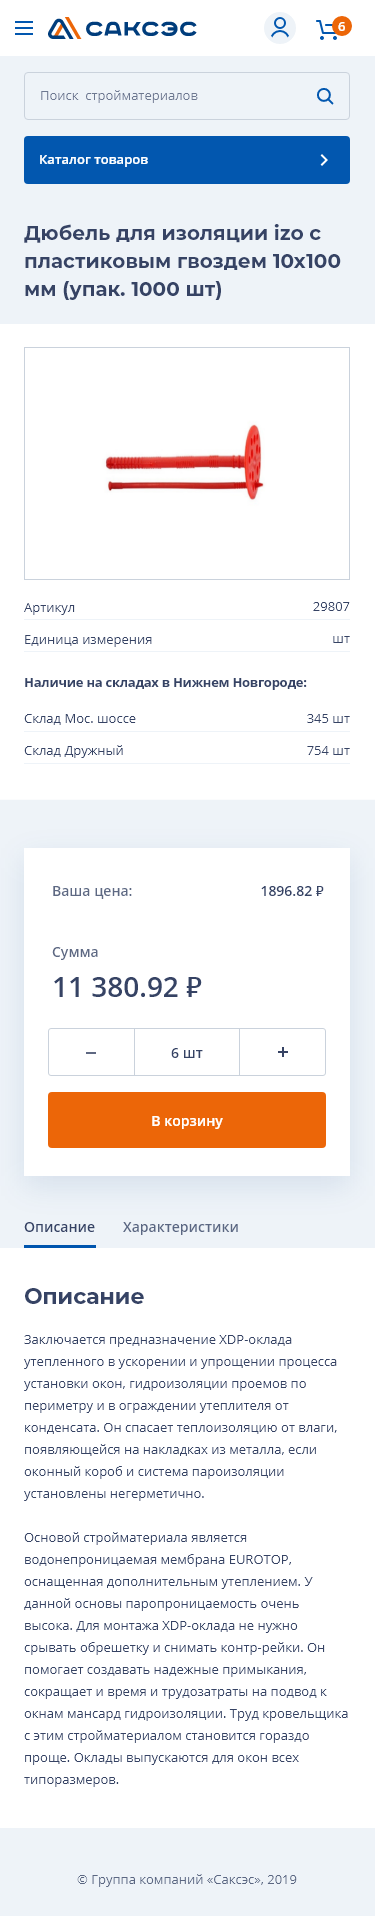 САКСЭС
6
Поиск стройматериалов
Каталог товаров
Дюбель для изоляции izo с
пластиковым гвоздем 10х100
мм (упак. 1000 шт)
Артикул 29807
Единица измерения шт
Наличие на складах в Нижнем Новгороде:
Склад Мос. шоссе 345 шт
Склад Дружный 754 шт
Ваша цена: 1896.82 ₽
Сумма
11 380.92 ₽
– 6 шт +
В корзину
Описание Характеристики
Описание
Заключается предназначение XDP-оклада
утепленного в ускорении и упрощении процесса
установки окон, гидроизоляции проемов по
периметру и в ограждении утеплителя от
конденсата. Он спасает теплоизоляцию от влаги,
появляющейся на накладках из металла, если
оконный короб и система пароизоляции
установлены негерметично.
Основой стройматериала является
водонепроницаемая мембрана EUROTOP,
оснащенная дополнительным утеплением. У
данной основы паропроницаемость очень
высока. Для монтажа XDP-оклада не нужно
срывать обрешетку и снимать контр-рейки. Он
помогает создавать надежные примыкания,
сокращает и время и трудозатраты на подвод к
окнам мансард гидроизоляции. Труд кровельщика
с этим стройматериалом становится гораздо
проще. Оклады выпускаются для окон всех
типоразмеров.
© Группа компаний «Саксэс», 2019